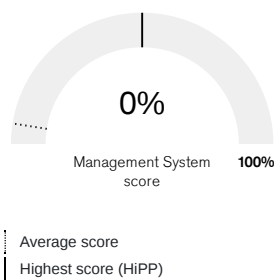 0%
Management System
score
100%
Average score
Highest score (HiPP)